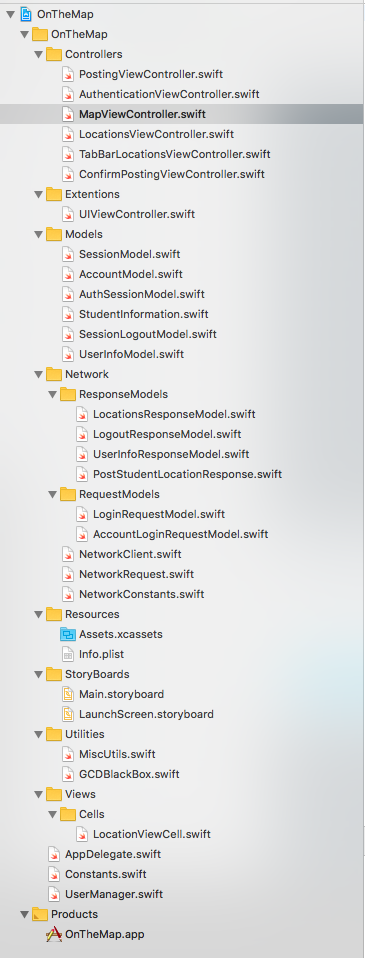 OnTheMap
OnTheMap
Controllers
PostingViewController.swift
AuthenticationViewController.swift
MapViewController.swift
LocationsViewController.swift
TabBarLocationsViewController.swift
ConfirmPostingViewController.swift
Extentions
UIViewController.swift
Models
SessionModel.swift
AccountModel.swift
AuthSessionModel.swift
StudentInformation.swift
SessionLogoutModel.swift
UserInfoModel.swift
Network
ResponseModels
LocationsResponseModel.swift
LogoutResponseModel.swift
UserInfoResponseModel.swift
PostStudentLocationResponse.swift
RequestModels
LoginRequestModel.swift
AccountLoginRequestModel.swift
NetworkClient.swift
NetworkRequest.swift
NetworkConstants.swift
Resources
Assets.xcassets
Info.plist
StoryBoards
Main.storyboard
LaunchScreen.storyboard
Utilities
MiscUtils.swift
GCDBlackBox.swift
Views
Cells
LocationViewCell.swift
AppDelegate.swift
Constants.swift
UserManager.swift
Products
OnTheMap.app